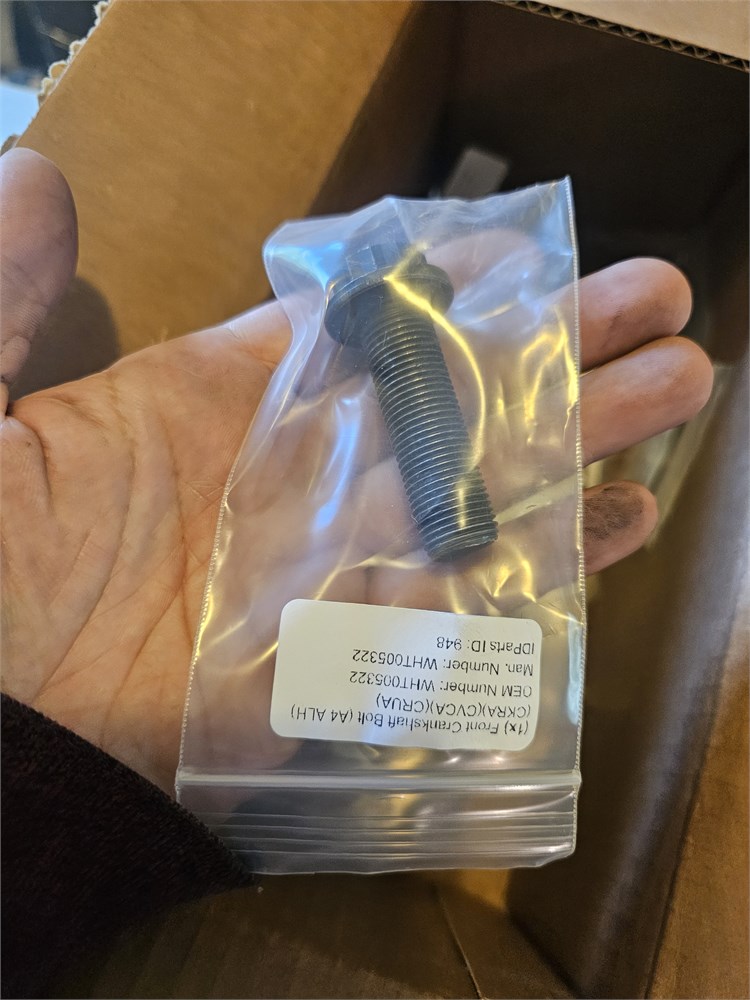 (1x) Front Crankshaft Bolt (A4 ALH)
(CKRA)(CVCA)(CRUA)
OEM Number: WHT005322
Man. Number: WHT005322
IDParts ID: 948